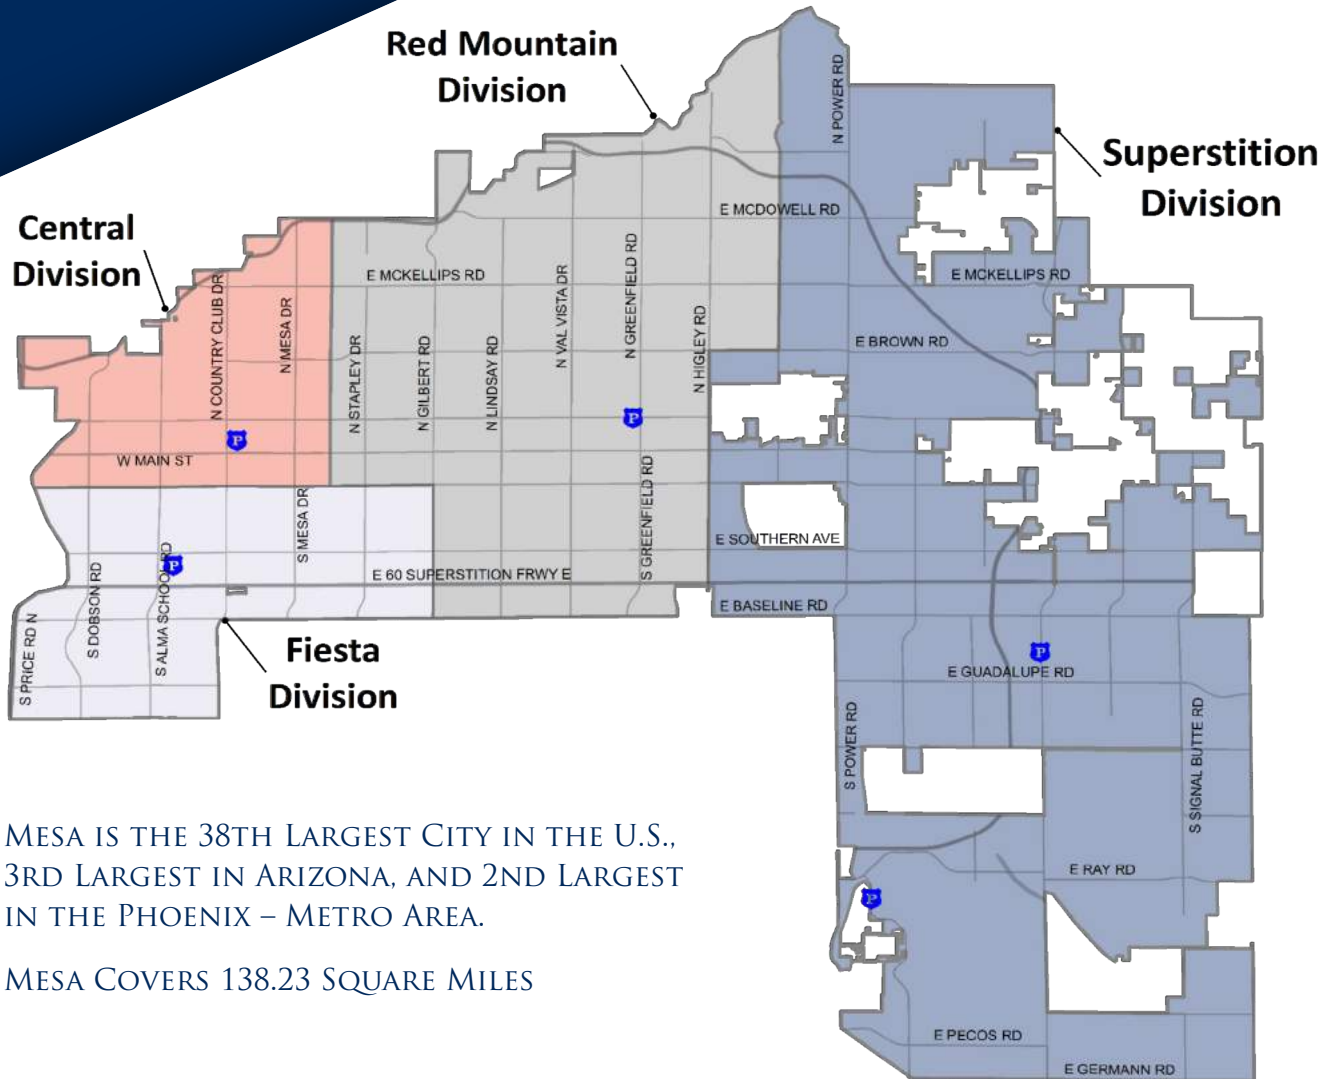 Red Mountain
Division
Superstition
Division
Central
Division
Fiesta
Division
N POWER RD
E MCDOWELL RD
E MCKELLIPS RD
E MCKELLIPS RD
E BROWN RD
N COUNTRY CLUB DR
N MESA DR
N STAPLEY DR
N GILBERT RD
N LINDSAY RD
N VAL VISTA DR
N GREENFIELD RD
N HIGLEY RD
P
P
W MAIN ST
S MESA DR
S GREENFIELD RD
E SOUTHERN AVE
P
S ALMA SCHOOL RD
S DOBSON RD
S PRICE RD N
E 60 SUPERSTITION FRWY E
E BASELINE RD
P
E GUADALUPE RD
S POWER RD
S SIGNAL BUTTE RD
E RAY RD
P
E PECOS RD
E GERMANN RD
MESA IS THE 38TH LARGEST CITY IN THE U.S.,
3RD LARGEST IN ARIZONA, AND 2ND LARGEST
IN THE PHOENIX – METRO AREA.
MESA COVERS 138.23 SQUARE MILES